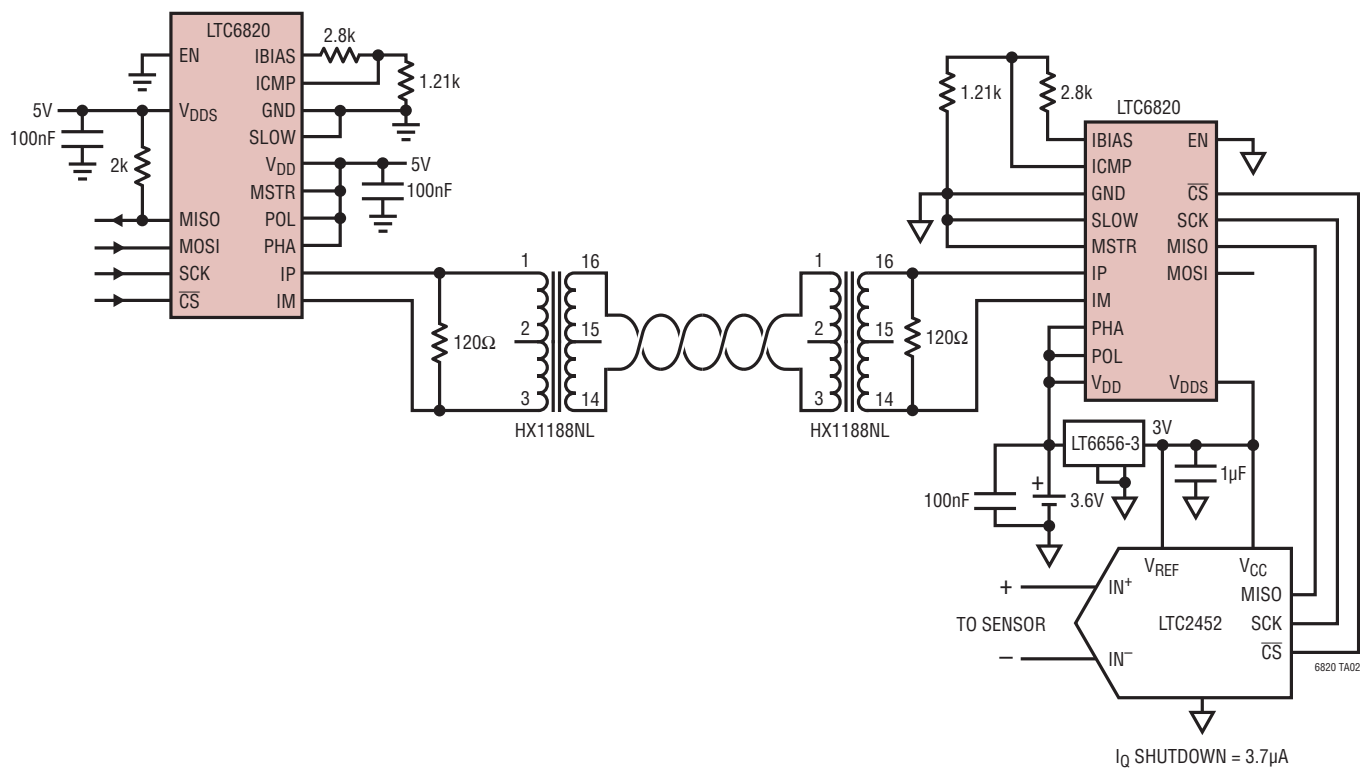 LTC6820
EN
IBIAS
2.8k
ICMP
1.21k
5V
VDDS
GND
100nF
SLOW
2k
VDD
5V
MSTR
100nF
MISO
POL
MOSI
PHA
SCK
IP
CS
IM
120Ω
1
16
2
15
3
14
HX1188NL
1
16
2
15
3
14
HX1188NL
120Ω
1.21k
2.8k
LTC6820
IBIAS
EN
ICMP
GND
CS
SLOW
SCK
MSTR
MISO
IP
MOSI
IM
PHA
POL
VDD
VDDS
LT6656-3
3V
1µF
100nF
+
3.6V
VREF
VCC
+
IN+
MISO
TO SENSOR
LTC2452
SCK
–
IN–
CS
6820 TA02
IQ SHUTDOWN = 3.7µA